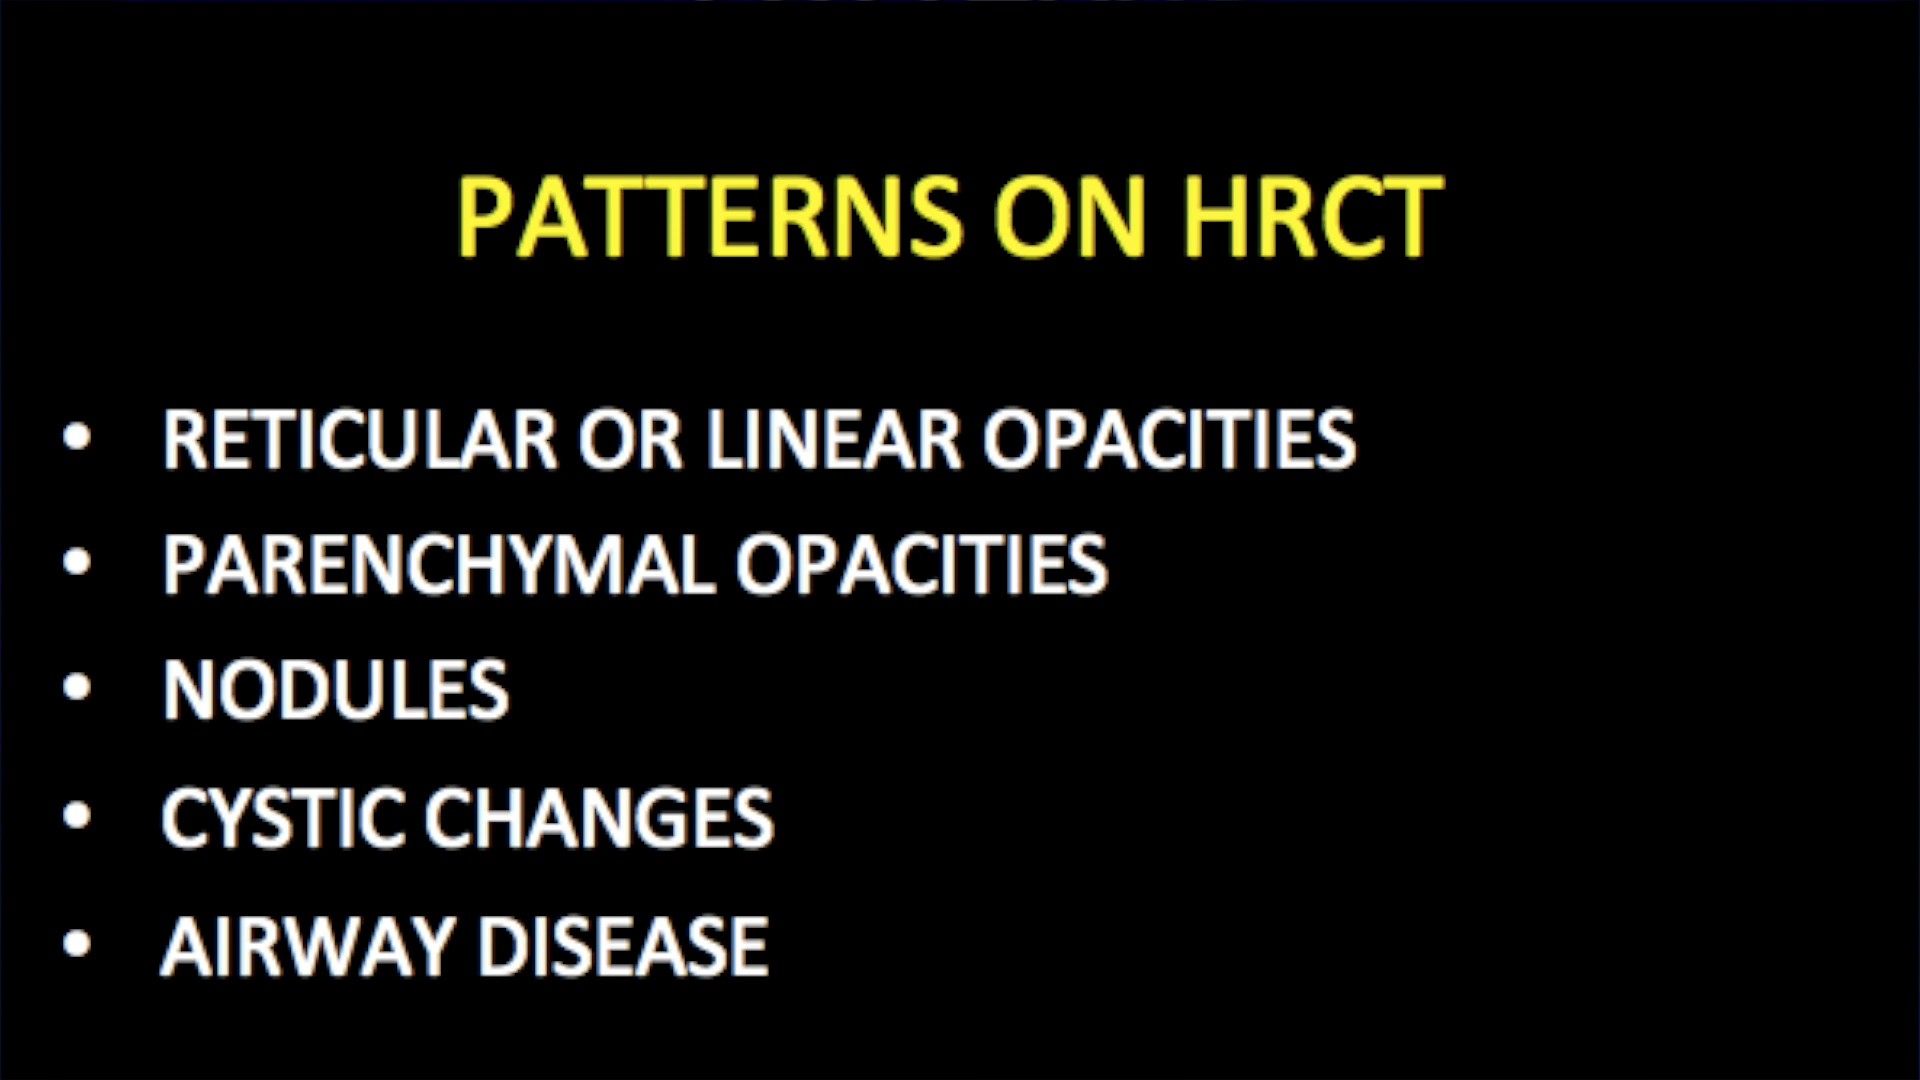 PATTERNS ON HRCT
• RETICULAR OR LINEAR OPACITIES
• PARENCHYMAL OPACITIES
• NODULES
• CYSTIC CHANGES
• AIRWAY DISEASE